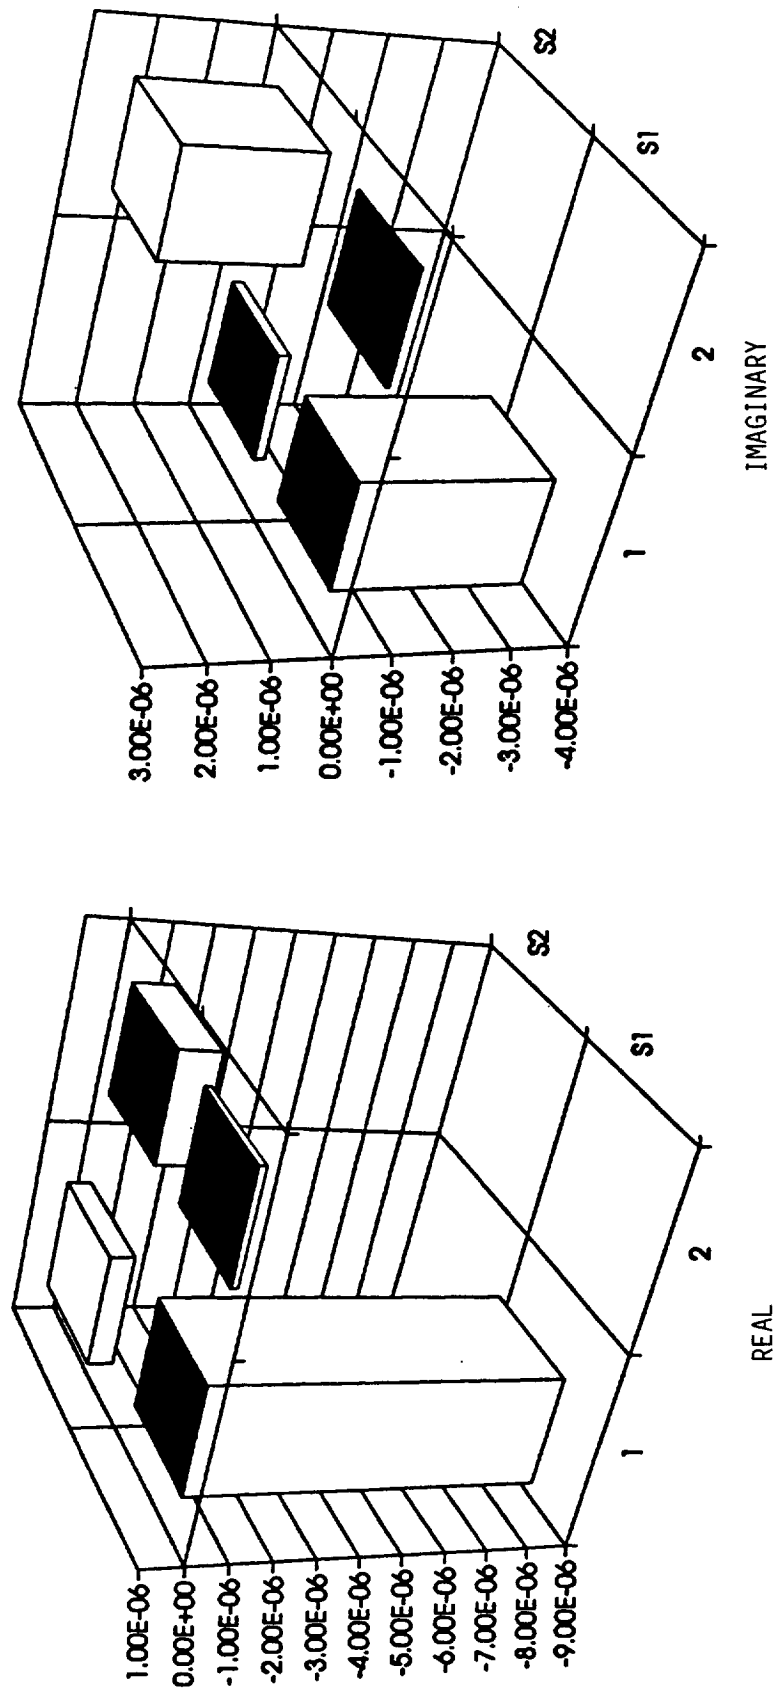 3.00E-06
2.00E-06
1.00E-06
0.00E+00
-1.00E-06
-2.00E-06
-3.00E-06
-4.00E-06
1
2
S1
S2
IMAGINARY
1.00E-06
0.00E+00
-1.00E-06
-2.00E-06
-3.00E-06
-4.00E-06
-5.00E-06
-6.00E-06
-7.00E-06
-8.00E-06
-9.00E-06
1
2
S1
S2
REAL